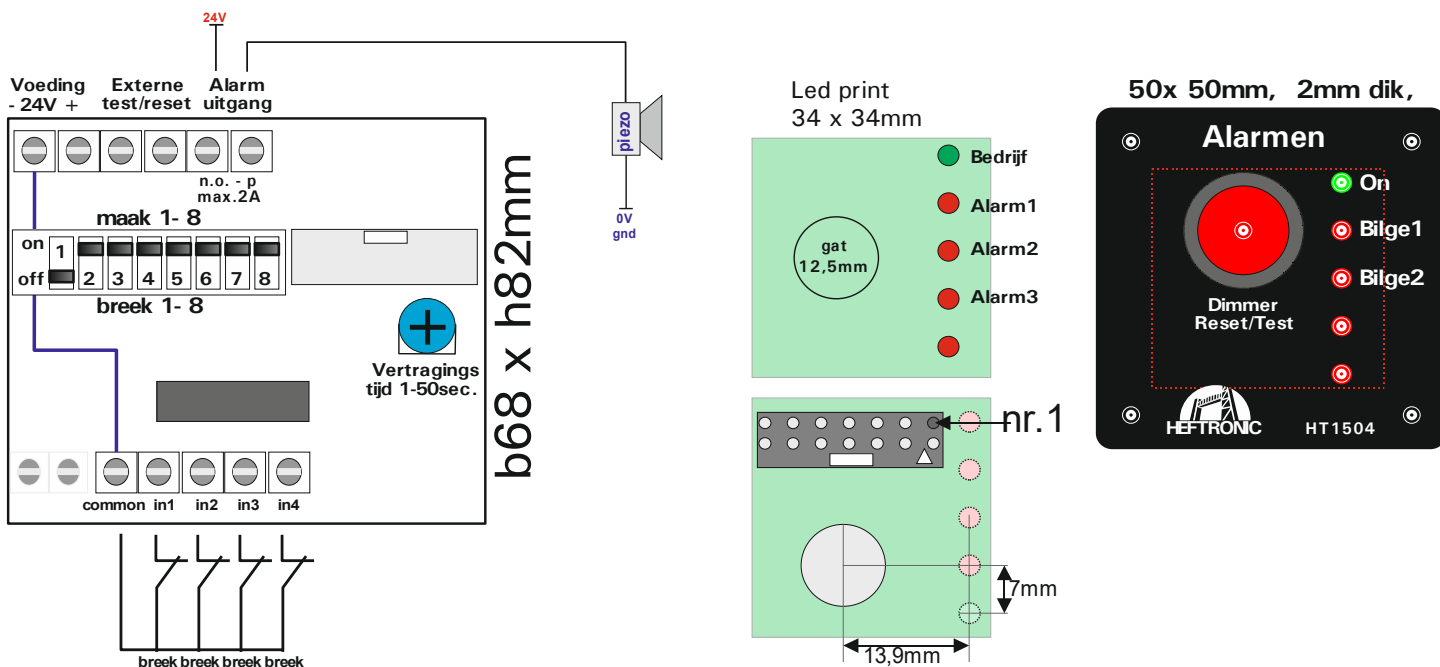 24V
Voeding
- 24V +
Externe
test/reset
Alarm
uitgang
n.o. - p
max.2A
maak 1- 8
on
off
1
2 3 4 5 6 7 8
breek 1- 8
Vertragings
tijd 1-50sec.
common in1 in2 in3 in4
breek breek breek breek
b68 x h82mm
piezo
0V
gnd
Led print
34 x 34mm
Bedrijf
Alarm1
Alarm2
Alarm3
gat
12,5mm
nr.1
7mm
13,9mm
50x 50mm, 2mm dik,
Alarmen
On
Bilge1
Bilge2
Dimmer
Reset/Test
HEFTRONIC
HT1504